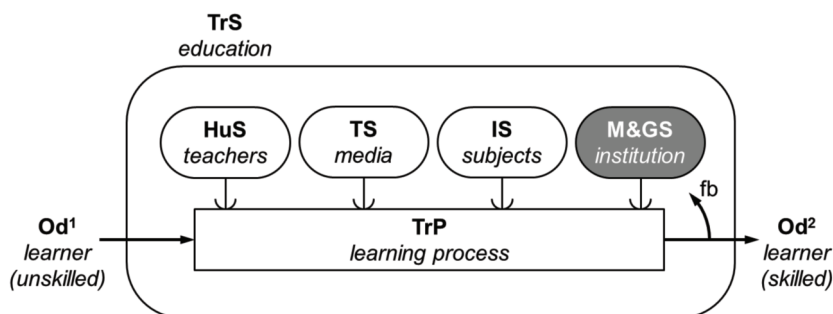 TrS
education
HuS
teachers
TS
media
IS
subjects
M&GS
institution
fb
Od¹
learner
(unskilled)
TrP
learning process
Od²
learner
(skilled)